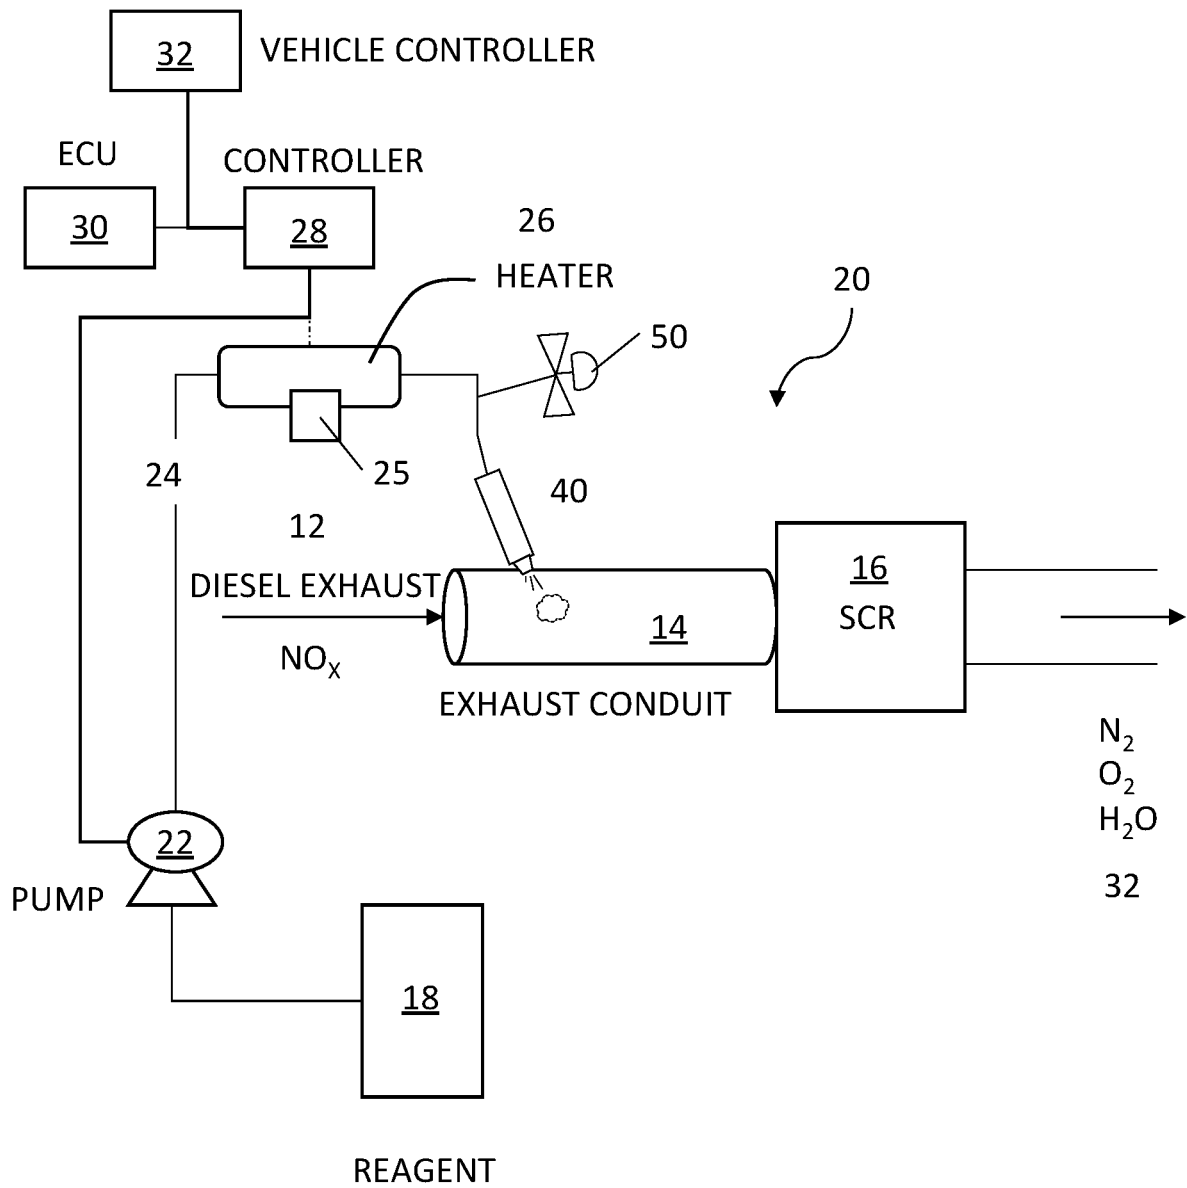 32
VEHICLE CONTROLLER
ECU
CONTROLLER
30
28
26
HEATER
20
50
24
25
40
12
DIESEL EXHAUST
NOX
14
EXHAUST CONDUIT
16
SCR
N2
O2
H2O
32
22
PUMP
18
REAGENT